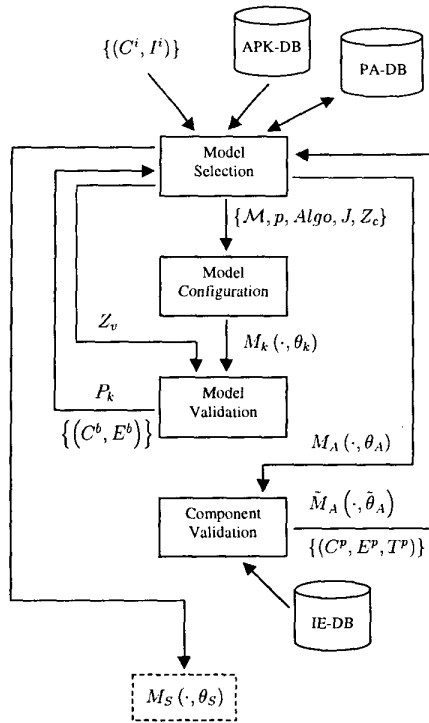 {(C^i, I^i)}
APK-DB
PA-DB
Model
Selection
{ℳ, p, Algo, J, Z_c}
Model
Configuration
Z_v
M_k (·, θ_k)
P_k
Model
Validation
{(C^b, E^b)}
M_A (·, θ_A)
Component
Validation
M̃_A (·, θ̃_A)
{(C^p, E^p, T^p)}
IE-DB
M_S (·, θ_S)